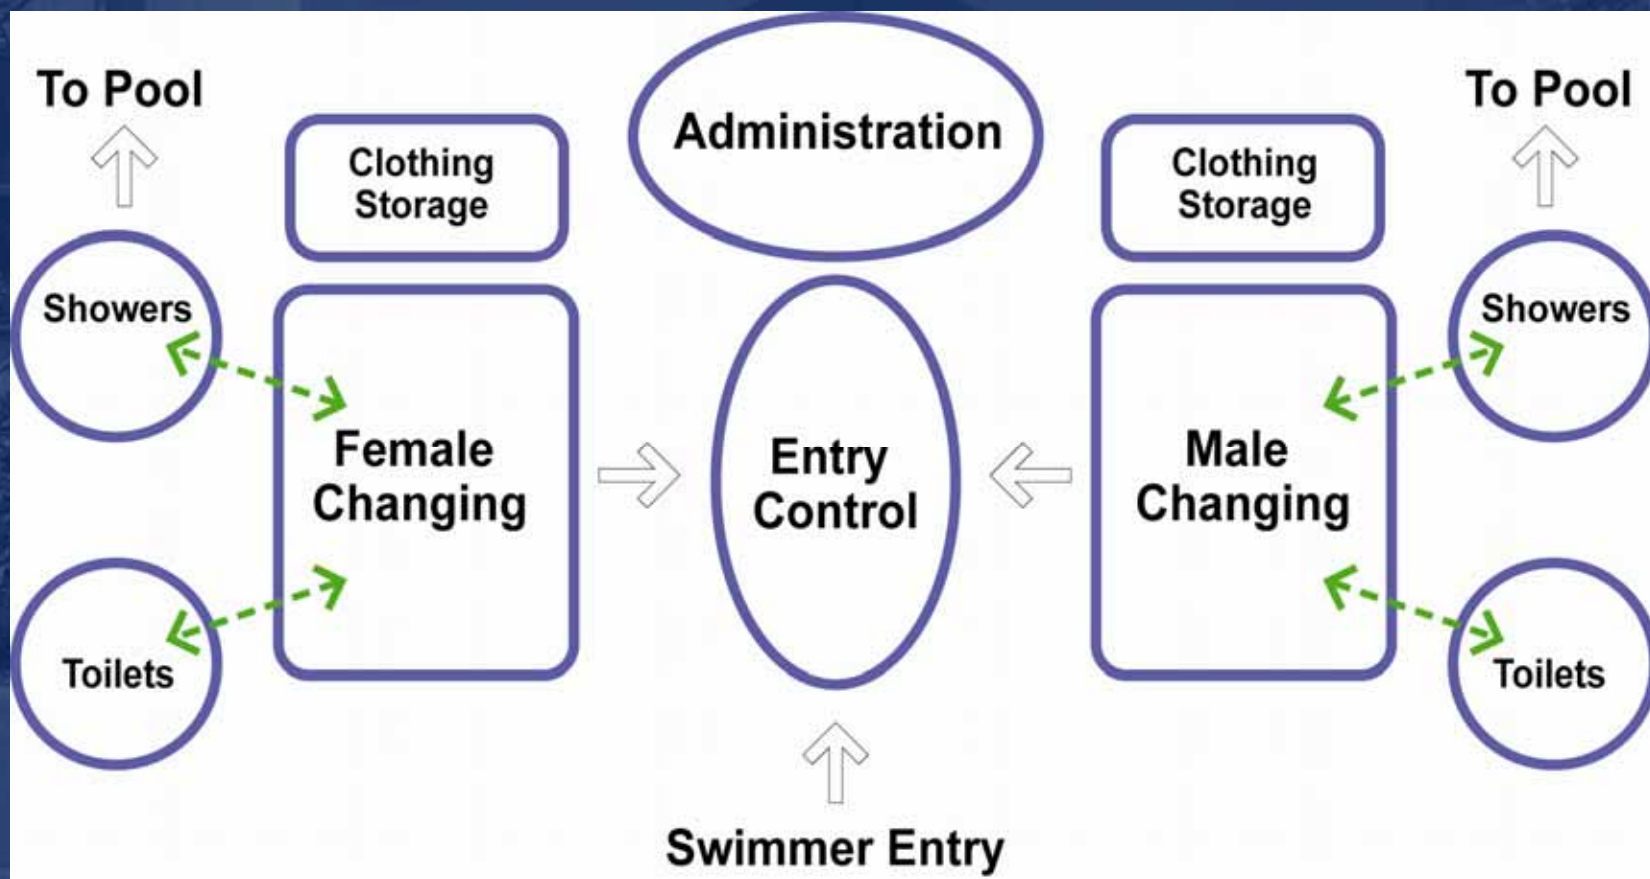 To Pool
Administration
To Pool
Clothing
Storage
Clothing
Storage
Showers
Showers
Female
Changing
Entry
Control
Male
Changing
Toilets
Toilets
Swimmer Entry